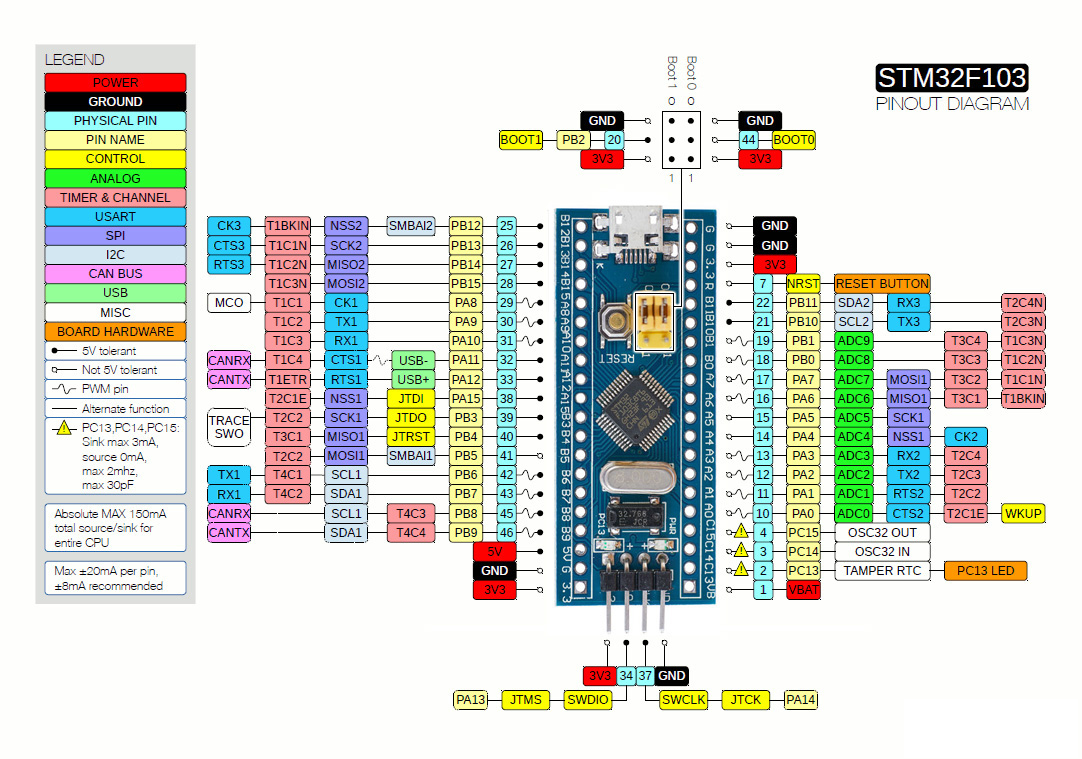 LEGEND
POWER
GROUND
PHYSICAL PIN
PIN NAME
CONTROL
ANALOG
TIMER & CHANNEL
USART
SPI
I2C
CAN BUS
USB
MISC
BOARD HARDWARE
5V tolerant
Not 5V tolerant
PWM pin
Alternate function
PC13,PC14,PC15:
Sink max 3mA,
source 0mA,
max 2mhz,
max 30pF
Absolute MAX 150mA
total source/sink for
entire CPU
Max ±20mA per pin,
±8mA recommended
STM32F103
PINOUT DIAGRAM
Boot 1 Boot 0
GND GND
BOOT1 PB2 20 44 BOOT0
3V3 3V3
1 1
CK3 T1BKIN NSS2 SMBAI2 PB12 25
CTS3 T1C1N SCK2 PB13 26
RTS3 T1C2N MISO2 PB14 27
T1C3N MOSI2 PB15 28
MCO T1C1 CK1 PA8 29
T1C2 TX1 PA9 30
T1C3 RX1 PA10 31
CANRX T1C4 CTS1 USB- PA11 32
CANTX T1ETR RTS1 USB+ PA12 33
T2C1E NSS1 JTDI PA15 38
TRACE SWO
T2C2 SCK1 JTDO PB3 39
T3C1 MISO1 JTRST PB4 40
T2C2 MOSI1 SMBAI1 PB5 41
TX1 T4C1 SCL1 PB6 42
RX1 T4C2 SDA1 PB7 43
CANRX SCL1 T4C3 PB8 45
CANTX SDA1 T4C4 PB9 46
5V
GND
3V3
B12 B13 B14 B15 A8 A9 A10 A11 A12 A15 B3 B4 B5 B6 B7 B8 B9 5V G 3.3
RESET
32.768
JCR
PC13 PWR
G G 3.3 R B11 B10 B1 B0 A7 A6 A5 A4 A3 A2 A1 A0 C15 C14 C13 VB
GND
GND
3V3
7 NRST RESET BUTTON
22 PB11 SDA2 RX3 T2C4N
21 PB10 SCL2 TX3 T2C3N
19 PB1 ADC9 T3C4 T1C3N
18 PB0 ADC8 T3C3 T1C2N
17 PA7 ADC7 MOSI1 T3C2 T1C1N
16 PA6 ADC6 MISO1 T3C1 T1BKIN
15 PA5 ADC5 SCK1
14 PA4 ADC4 NSS1 CK2
13 PA3 ADC3 RX2 T2C4
12 PA2 ADC2 TX2 T2C3
11 PA1 ADC1 RTS2 T2C2
10 PA0 ADC0 CTS2 T2C1E WKUP
4 PC15 OSC32 OUT
3 PC14 OSC32 IN
2 PC13 TAMPER RTC PC13 LED
1 VBAT
3V3 34 37 GND
PA13 JTMS SWDIO SWCLK JTCK PA14